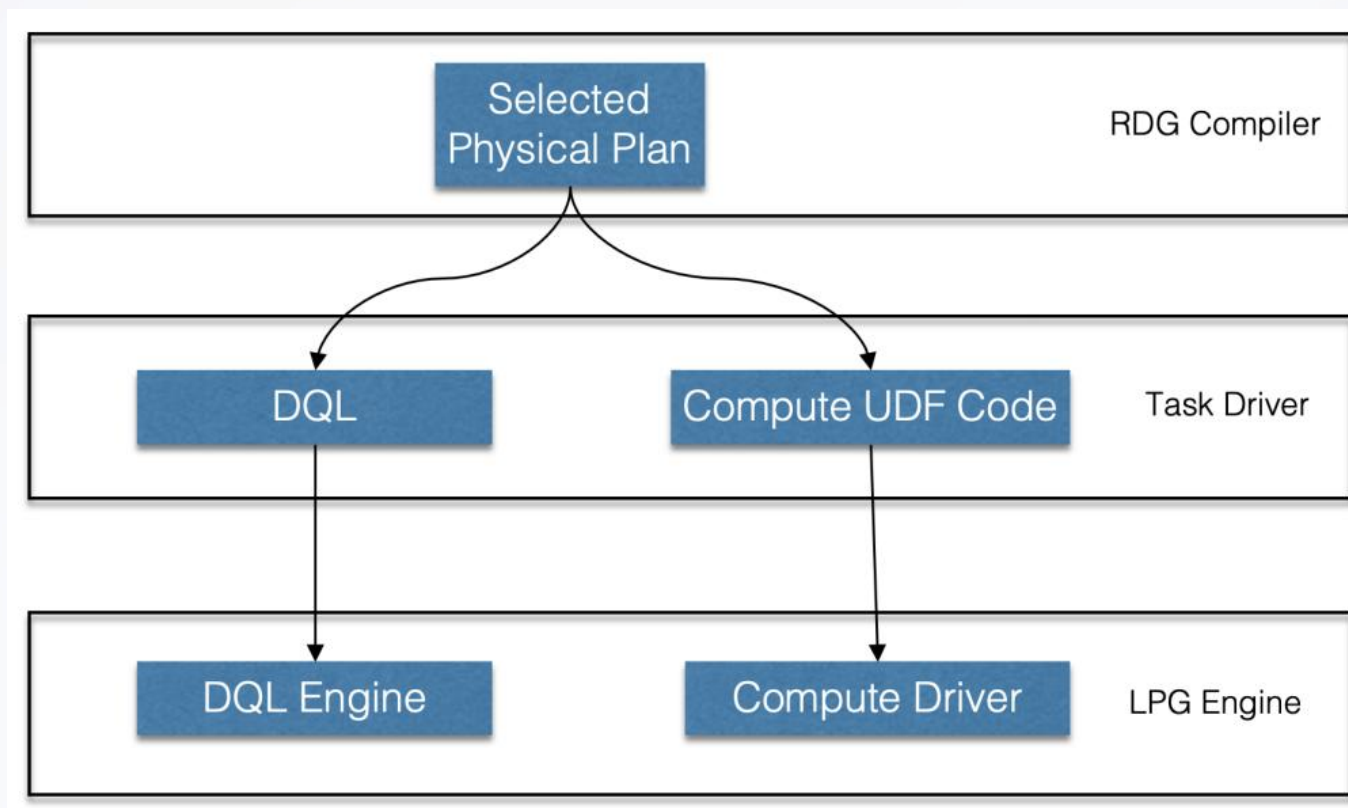 Selected
Physical Plan
RDG Compiler
DQL
Compute UDF Code
Task Driver
DQL Engine
Compute Driver
LPG Engine